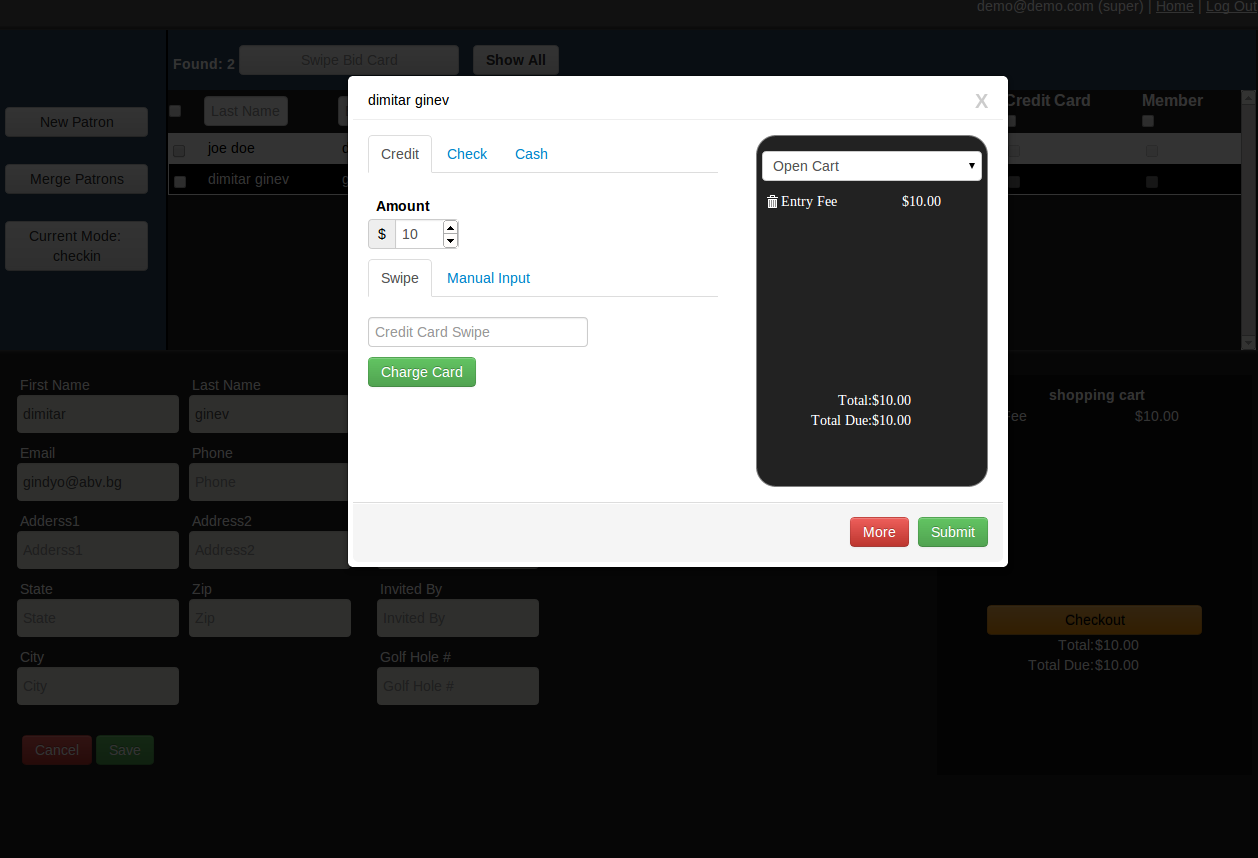 demo@demo.com (super) | Home | Log Out
Found: 2 Swipe Bid Card Show All
dimitar ginev X
New Patron
Merge Patrons
Current Mode:
checkin
Last Name
Credit Card Member
joe doe
dimitar ginev
Credit Check Cash
Amount
$ 10
Swipe Manual Input
Credit Card Swipe
Charge Card
Open Cart
Entry Fee $10.00
Total:$10.00
Total Due:$10.00
More Submit
First Name Last Name
dimitar ginev
Email Phone
gindyo@abv.bg Phone
Adderss1 Address2
Adderss1 Address2
State Zip Invited By
State Zip Invited By
City Golf Hole #
City Golf Hole #
Cancel Save
shopping cart
Fee $10.00
Checkout
Total:$10.00
Total Due:$10.00